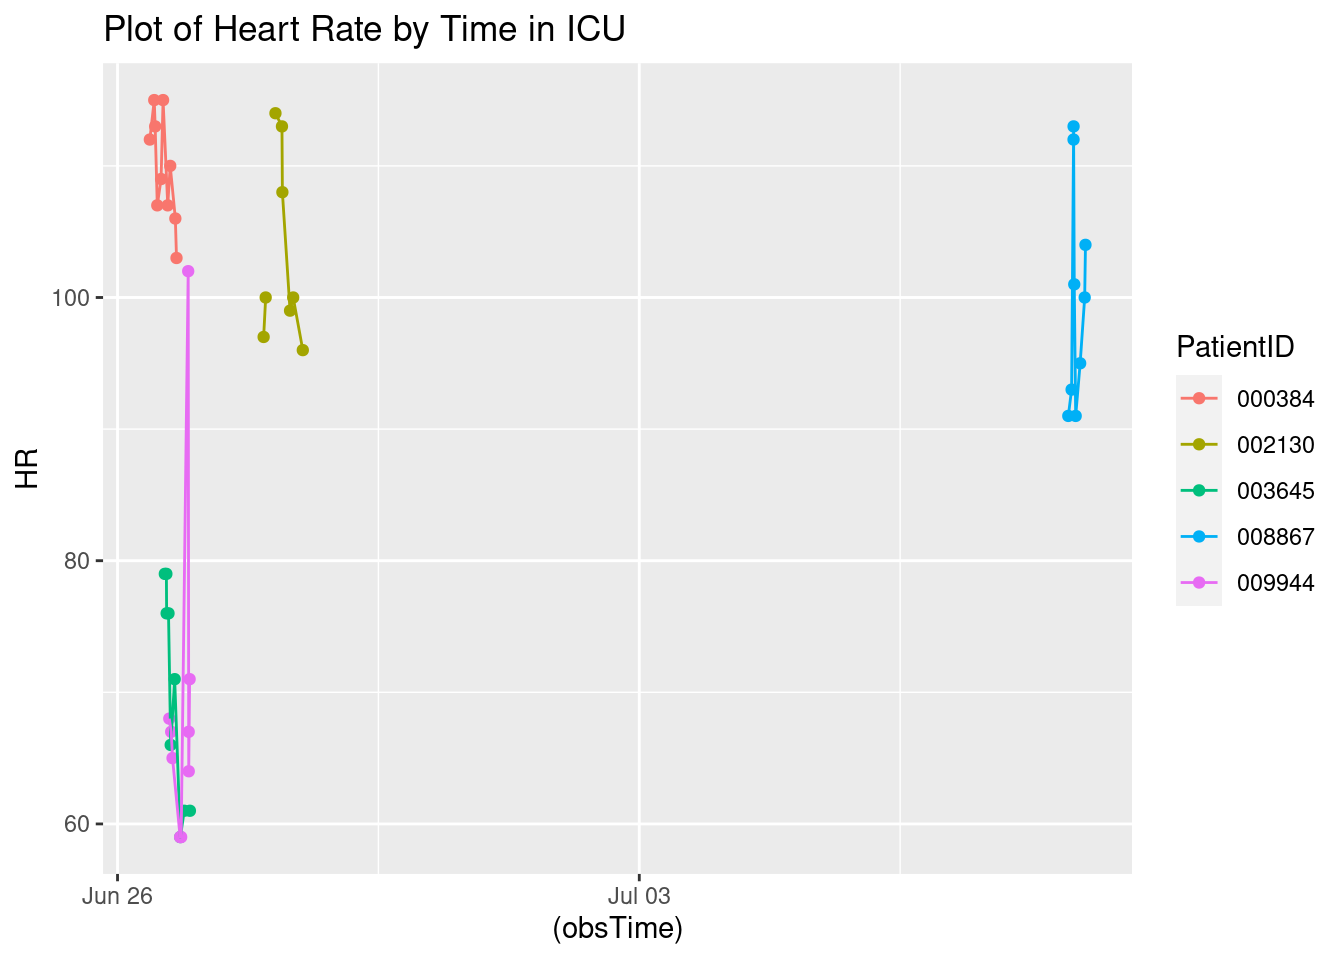 Plot of Heart Rate by Time in ICU
HR
100
80
60
Jun 26
Jul 03
(obsTime)
PatientID
000384
002130
003645
008867
009944